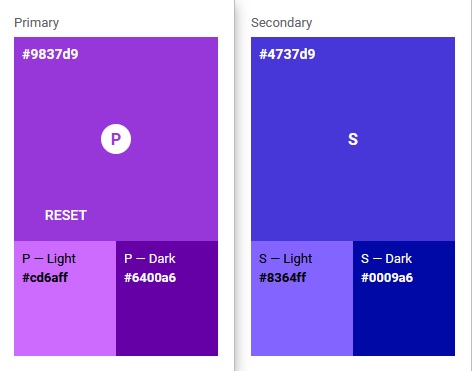 Primary
#9837d9
P
RESET
P — Light
#cd6aff
P — Dark
#6400a6
Secondary
#4737d9
S
S — Light
#8364ff
S — Dark
#0009a6